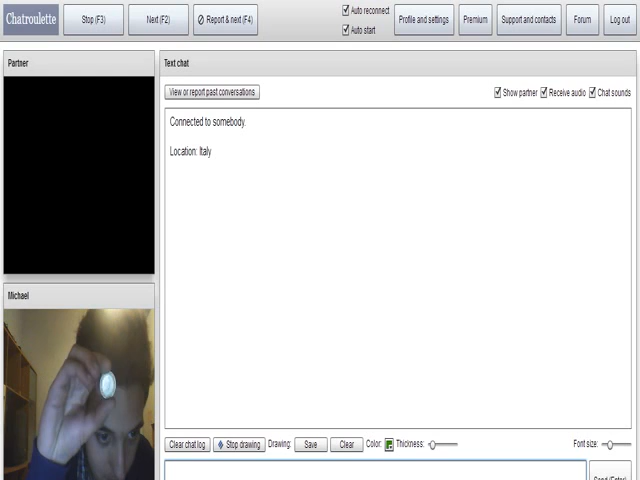 Chatroulette
Stop (F3)
Next (F2)
Report & next (F4)
Auto reconnect
Auto start
Profile and settings
Premium
Support and contacts
Forum
Log out
Partner
Text chat
View or report past conversations
Show partner
Receive audio
Chat sounds
Connected to somebody.
Location: Italy
Michael
Clear chat log
Stop drawing
Drawing:
Save
Clear
Color:
Thickness:
Font size:
Send (Enter)